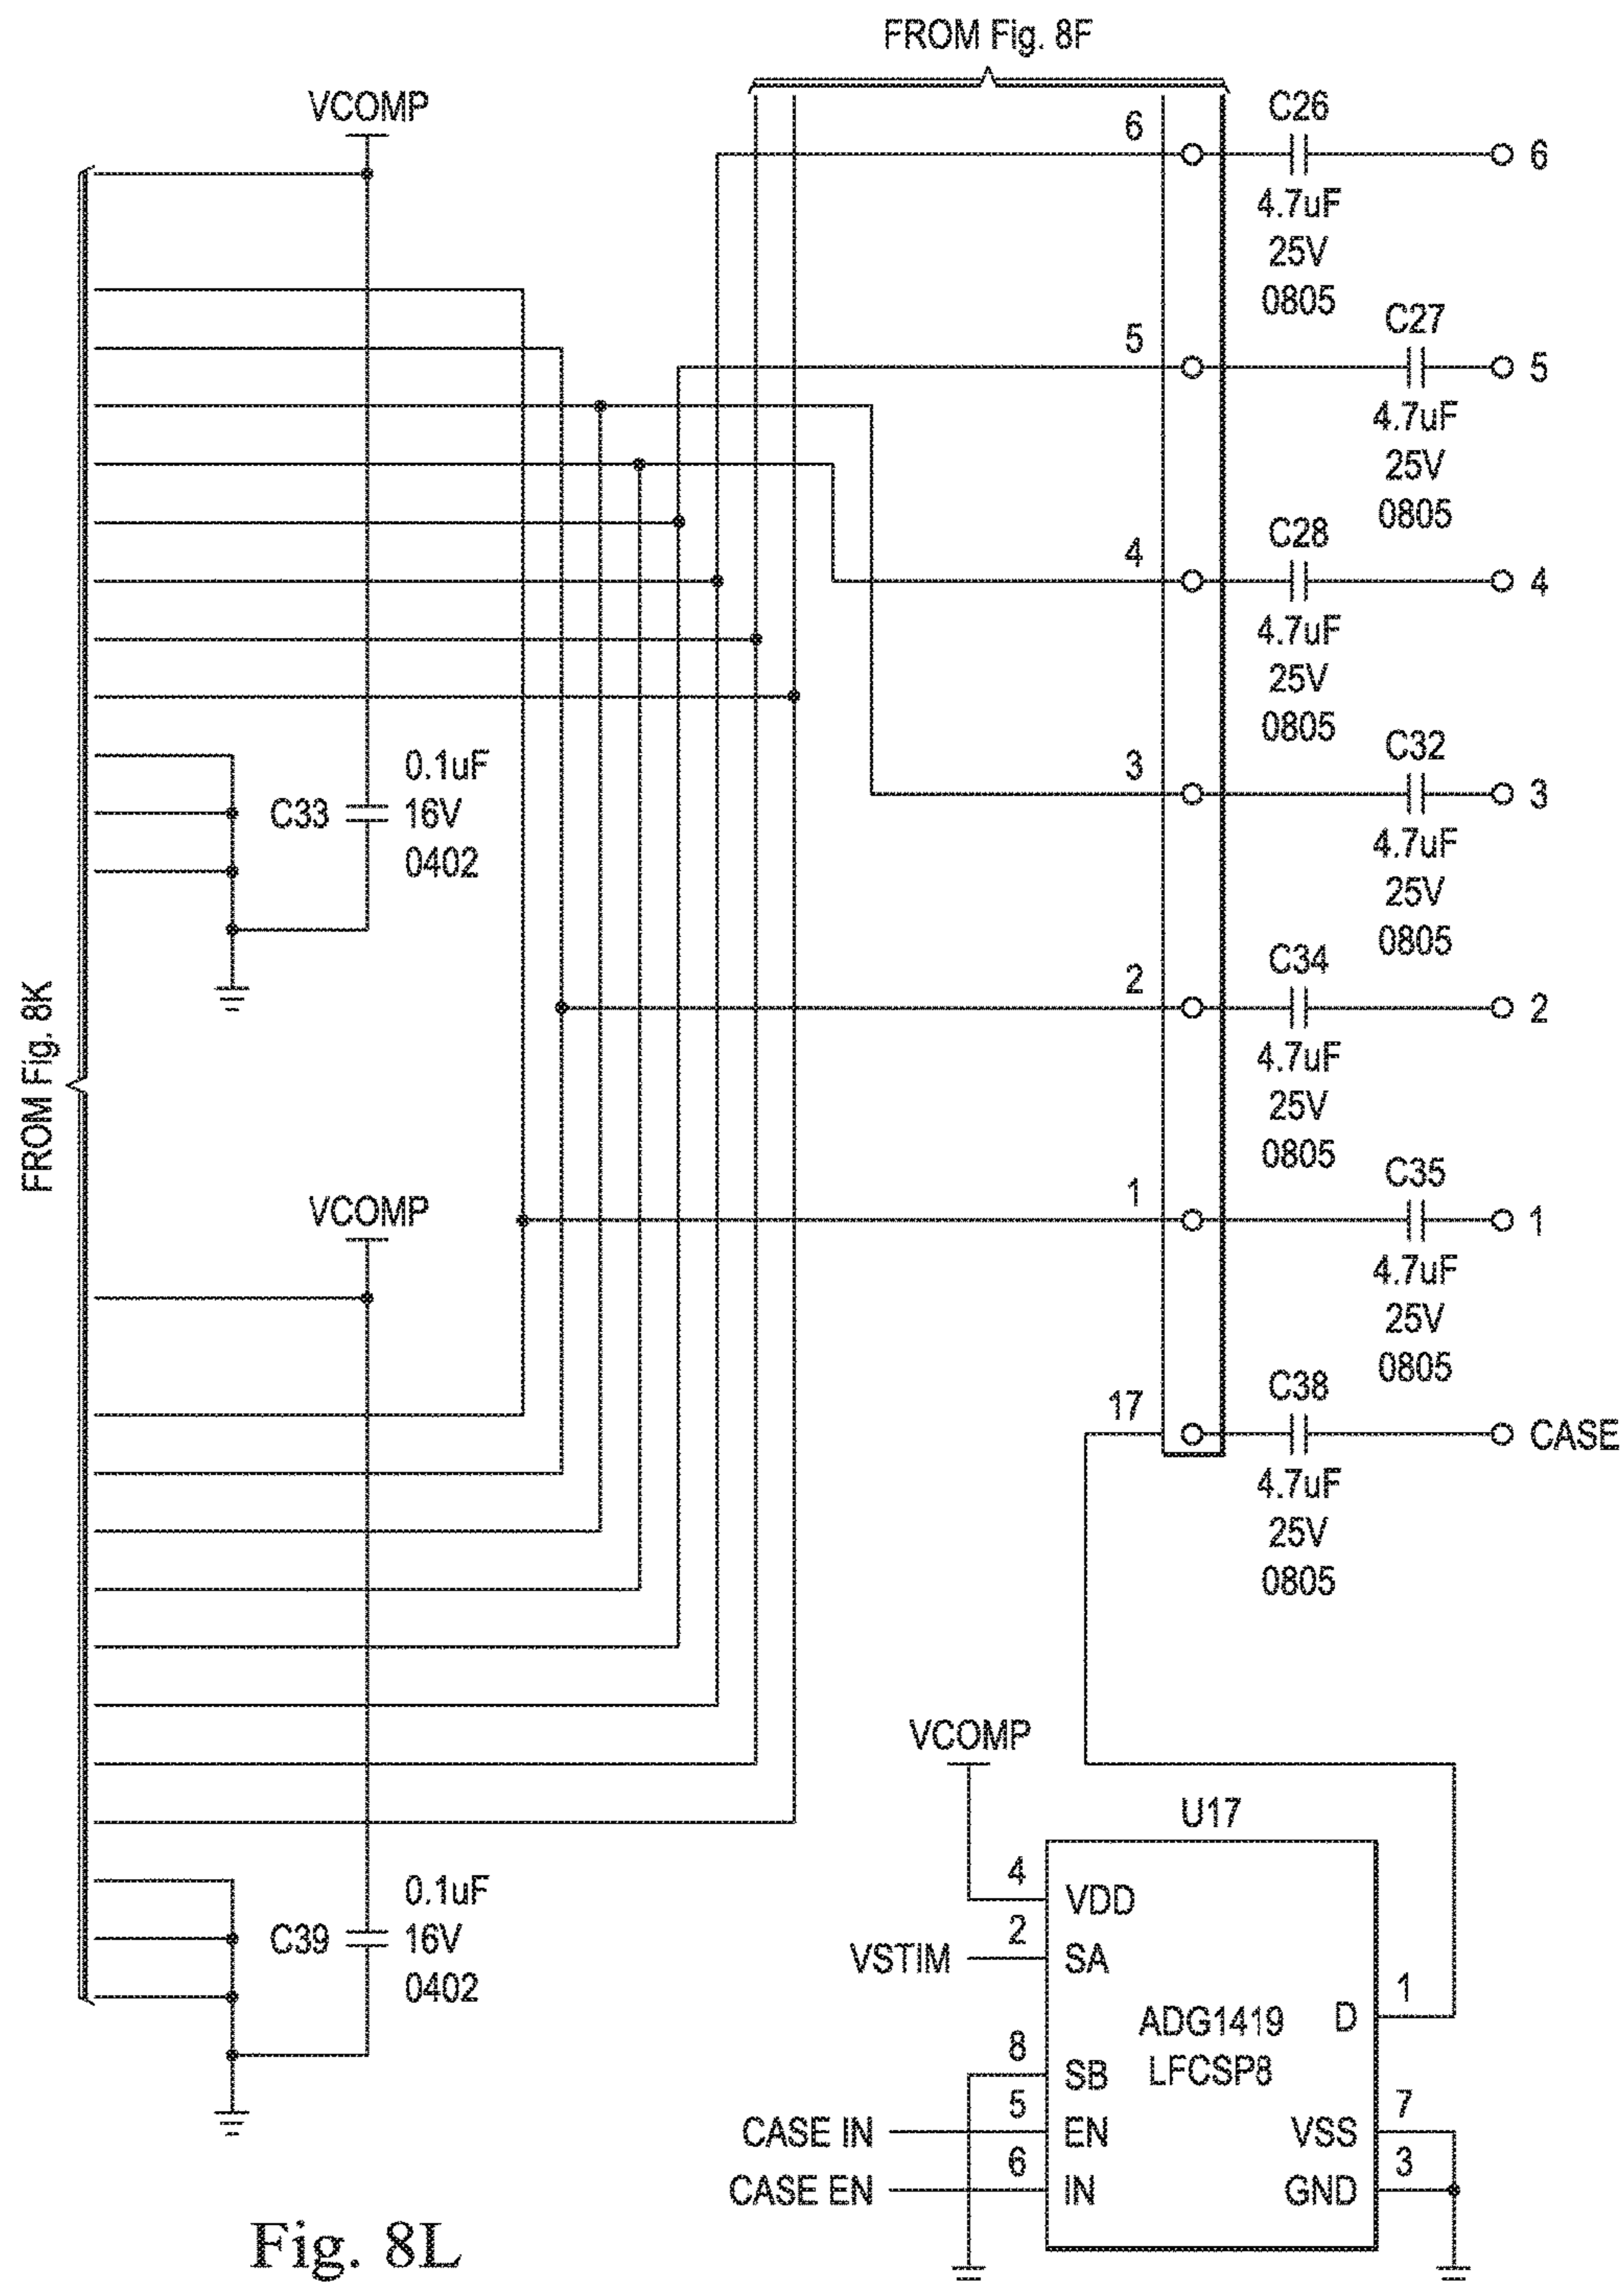 FROM Fig. 8F
VCOMP
C26
6
6
4.7uF
25V
0805
C27
5
5
4.7uF
25V
0805
C28
4
4
4.7uF
25V
0805
C32
3
3
4.7uF
25V
0805
C33
0.1uF
16V
0402
C34
2
2
4.7uF
25V
0805
FROM Fig. 8K
C35
1
1
4.7uF
25V
0805
VCOMP
C38
17
CASE
4.7uF
25V
0805
C39
0.1uF
16V
0402
VCOMP
U17
4
VDD
2
VSTIM
SA
1
D
ADG1419
LFCSP8
8
SB
5
CASE IN
EN
6
CASE EN
IN
7
VSS
3
GND
Fig. 8L